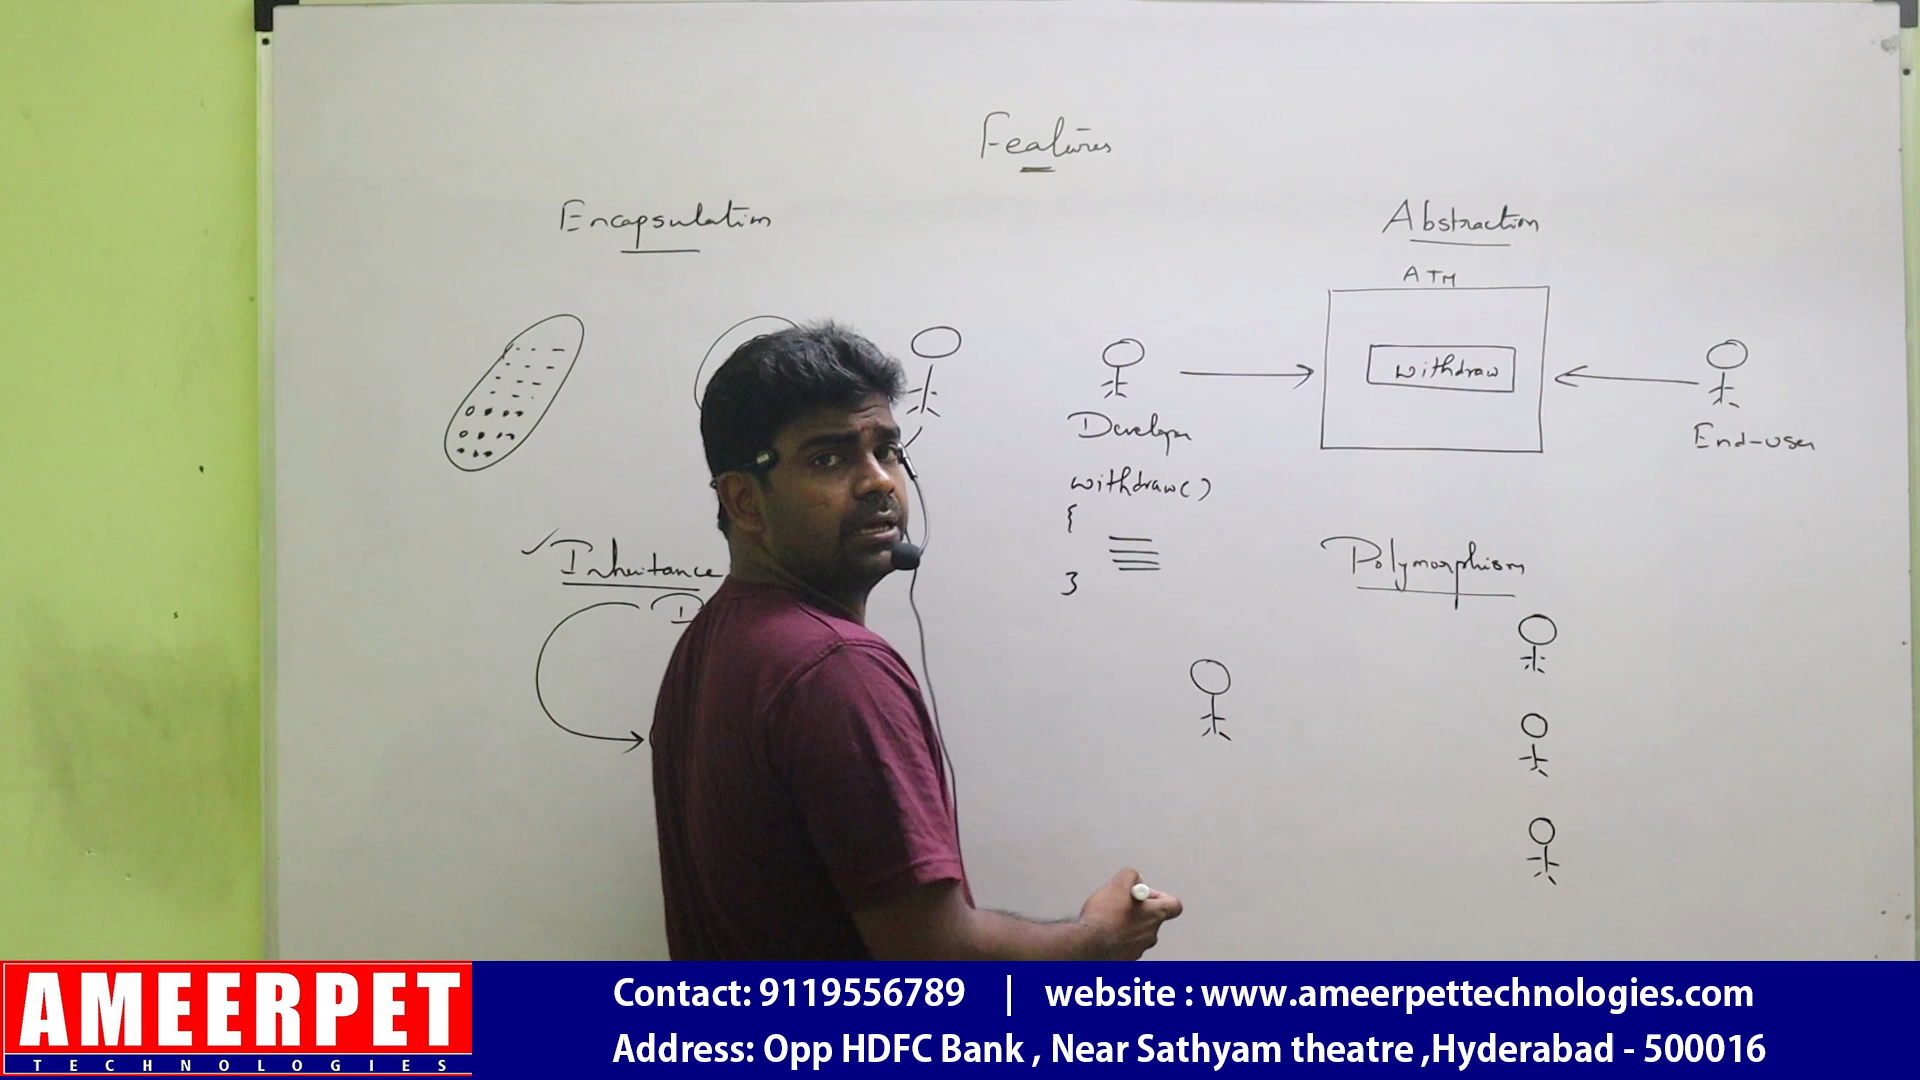 Features
Encapsulation
Abstraction
ATM
withdraw
Developer
End-user
withdraw()
{
}
✓ Inheritance
Polymorphism
AMEERPET
TECHNOLOGIES
Contact: 9119556789 | website : www.ameerpettechnologies.com
Address: Opp HDFC Bank , Near Sathyam theatre ,Hyderabad - 500016